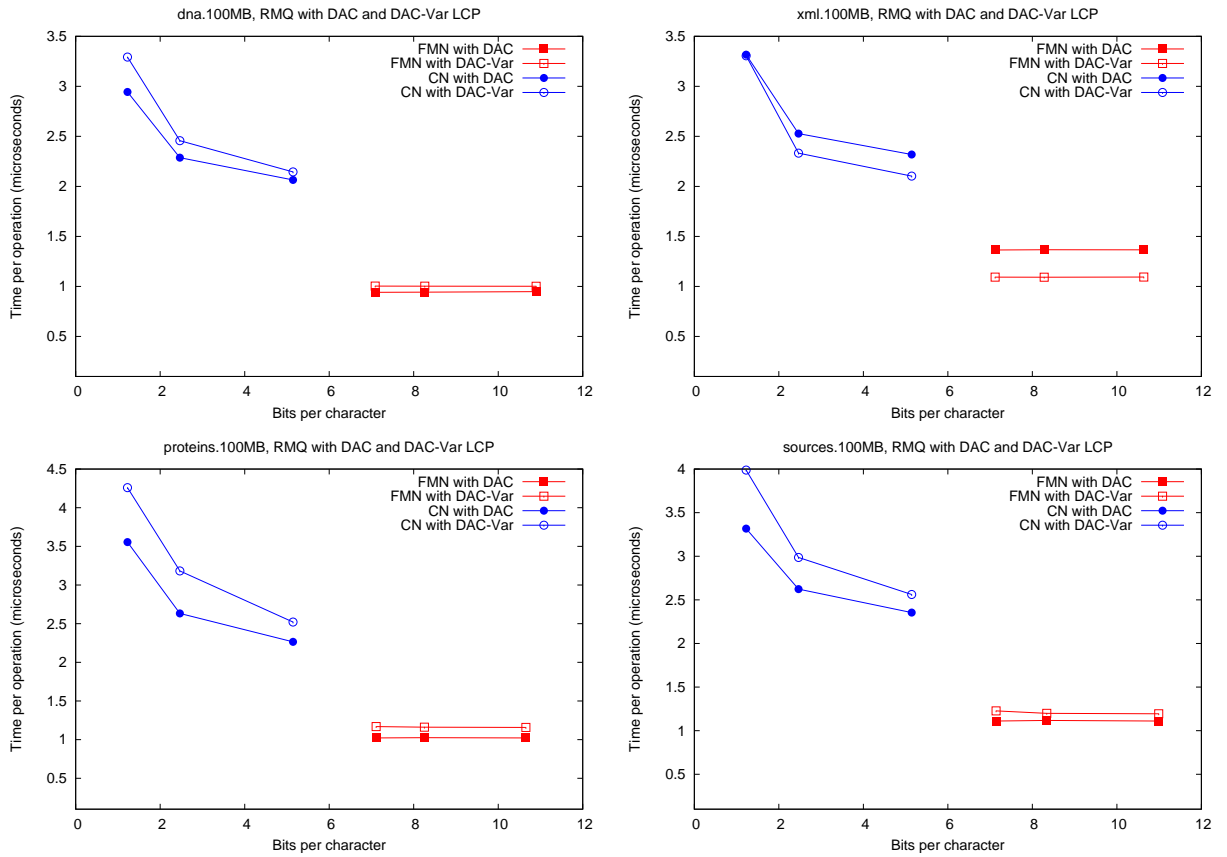 dna.100MB, RMQ with DAC and DAC-Var LCP
3.5
3
2.5
2
1.5
1
0.5
0
2
4
6
8
10
12
Time per operation (microseconds)
Bits per character
FMN with DAC
FMN with DAC-Var
CN with DAC
CN with DAC-Var
xml.100MB, RMQ with DAC and DAC-Var LCP
3.5
3
2.5
2
1.5
1
0.5
0
2
4
6
8
10
12
Time per operation (microseconds)
Bits per character
FMN with DAC
FMN with DAC-Var
CN with DAC
CN with DAC-Var
proteins.100MB, RMQ with DAC and DAC-Var LCP
4.5
4
3.5
3
2.5
2
1.5
1
0.5
0
2
4
6
8
10
12
Time per operation (microseconds)
Bits per character
FMN with DAC
FMN with DAC-Var
CN with DAC
CN with DAC-Var
sources.100MB, RMQ with DAC and DAC-Var LCP
4
3.5
3
2.5
2
1.5
1
0.5
0
2
4
6
8
10
12
Time per operation (microseconds)
Bits per character
FMN with DAC
FMN with DAC-Var
CN with DAC
CN with DAC-Var